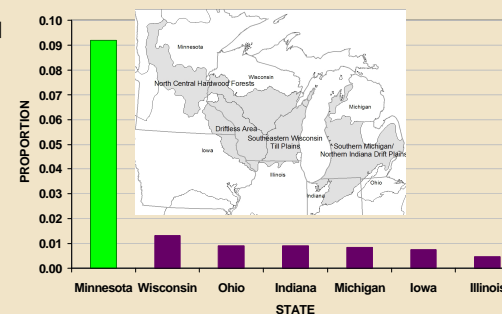 0.10
0.09
0.08
0.07
0.06
0.05
0.04
0.03
0.02
0.01
0.00
PROPORTION
Minnesota
Wisconsin
North Central Hardwood Forests
Michigan
Driftless Area
Southeastern Wisconsin
Till Plains
Iowa
Southern Michigan/
Northern Indiana Drift Plains
Illinois
Indiana
Ohio
Minnesota Wisconsin Ohio Indiana Michigan Iowa Illinois
STATE